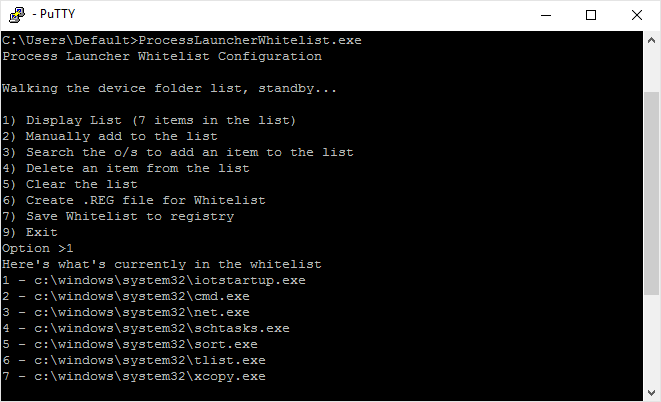 - PuTTY
C:\Users\Default>ProcessLauncherWhitelist.exe
Process Launcher Whitelist Configuration
Walking the device folder list, standby...
1) Display List (7 items in the list)
2) Manually add to the list
3) Search the o/s to add an item to the list
4) Delete an item from the list
5) Clear the list
6) Create .REG file for Whitelist
7) Save Whitelist to registry
9) Exit
Option >1
Here's what's currently in the whitelist
1 - c:\windows\system32\iotstartup.exe
2 - c:\windows\system32\cmd.exe
3 - c:\windows\system32\net.exe
4 - c:\windows\system32\schtasks.exe
5 - c:\windows\system32\sort.exe
6 - c:\windows\system32\tlist.exe
7 - c:\windows\system32\xcopy.exe